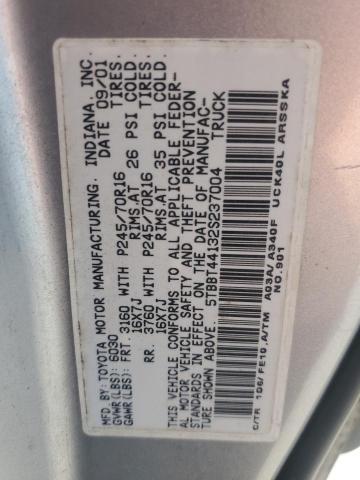 MFD.BY:TOYOTA MOTOR MANUFACTURING, INDIANA, INC.
GVWR(LBS): 6030 DATE 09/01
GAWR(LBS): FRT. 3160 WITH P245/70R16 TIRES.
16X7J RIMS,AT 26 PSI COLD.
RR. 3760 WITH P245/70R16 TIRES.
16X7J RIMS,AT 35 PSI COLD.
THIS VEHICLE CONFORMS TO ALL APPLICABLE FEDER-
AL MOTOR VEHICLE SAFETY AND THEFT PREVENTION
STANDARDS IN EFFECT ON THE DATE OF MANUFAC-
TURE SHOWN ABOVE. 5TBBT44132S237004 TRUCK
C/TR 1D6/FE19,A/TM A03A/A340F UCK40L ARSSKA
NO.901